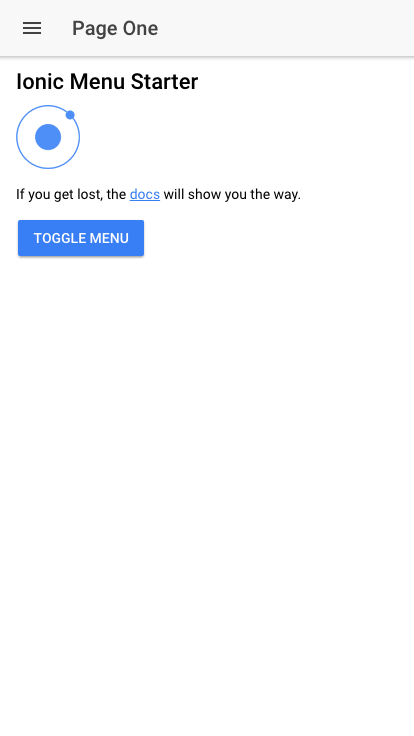 Page One
Ionic Menu Starter
If you get lost, the docs will show you the way.
TOGGLE MENU